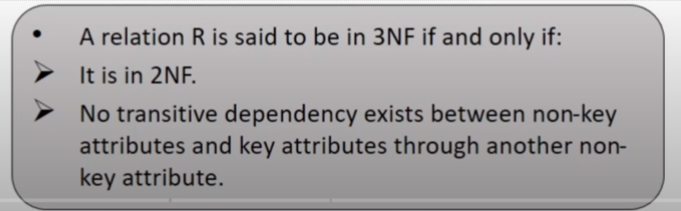 • A relation R is said to be in 3NF if and only if:
➤ It is in 2NF.
➤ No transitive dependency exists between non-key
attributes and key attributes through another non-
key attribute.